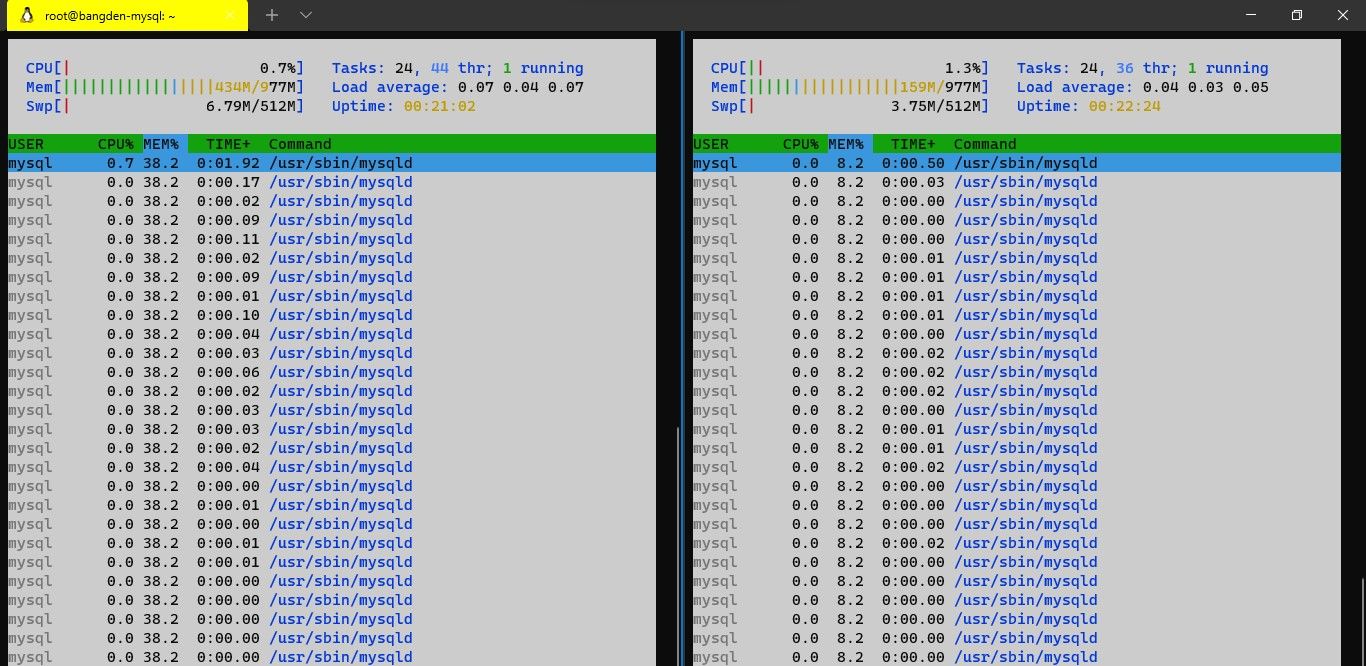 root@bangden-mysql: ~
CPU[| 0.7%] Tasks: 24, 44 thr; 1 running
Mem[|||||||||||||||||434M/977M] Load average: 0.07 0.04 0.07
Swp[| 6.79M/512M] Uptime: 00:21:02
USER CPU% MEM% TIME+ Command
mysql 0.7 38.2 0:01.92 /usr/sbin/mysqld
mysql 0.0 38.2 0:00.17 /usr/sbin/mysqld
mysql 0.0 38.2 0:00.02 /usr/sbin/mysqld
mysql 0.0 38.2 0:00.09 /usr/sbin/mysqld
mysql 0.0 38.2 0:00.11 /usr/sbin/mysqld
mysql 0.0 38.2 0:00.02 /usr/sbin/mysqld
mysql 0.0 38.2 0:00.09 /usr/sbin/mysqld
mysql 0.0 38.2 0:00.01 /usr/sbin/mysqld
mysql 0.0 38.2 0:00.10 /usr/sbin/mysqld
mysql 0.0 38.2 0:00.04 /usr/sbin/mysqld
mysql 0.0 38.2 0:00.03 /usr/sbin/mysqld
mysql 0.0 38.2 0:00.06 /usr/sbin/mysqld
mysql 0.0 38.2 0:00.02 /usr/sbin/mysqld
mysql 0.0 38.2 0:00.03 /usr/sbin/mysqld
mysql 0.0 38.2 0:00.03 /usr/sbin/mysqld
mysql 0.0 38.2 0:00.02 /usr/sbin/mysqld
mysql 0.0 38.2 0:00.04 /usr/sbin/mysqld
mysql 0.0 38.2 0:00.00 /usr/sbin/mysqld
mysql 0.0 38.2 0:00.01 /usr/sbin/mysqld
mysql 0.0 38.2 0:00.00 /usr/sbin/mysqld
mysql 0.0 38.2 0:00.01 /usr/sbin/mysqld
mysql 0.0 38.2 0:00.01 /usr/sbin/mysqld
mysql 0.0 38.2 0:00.00 /usr/sbin/mysqld
mysql 0.0 38.2 0:00.00 /usr/sbin/mysqld
mysql 0.0 38.2 0:00.00 /usr/sbin/mysqld
mysql 0.0 38.2 0:00.00 /usr/sbin/mysqld
mysql 0.0 38.2 0:00.00 /usr/sbin/mysqld
CPU[|| 1.3%] Tasks: 24, 36 thr; 1 running
Mem[|||||||||||||||||159M/977M] Load average: 0.04 0.03 0.05
Swp[| 3.75M/512M] Uptime: 00:22:24
USER CPU% MEM% TIME+ Command
mysql 0.0 8.2 0:00.50 /usr/sbin/mysqld
mysql 0.0 8.2 0:00.03 /usr/sbin/mysqld
mysql 0.0 8.2 0:00.00 /usr/sbin/mysqld
mysql 0.0 8.2 0:00.00 /usr/sbin/mysqld
mysql 0.0 8.2 0:00.00 /usr/sbin/mysqld
mysql 0.0 8.2 0:00.01 /usr/sbin/mysqld
mysql 0.0 8.2 0:00.01 /usr/sbin/mysqld
mysql 0.0 8.2 0:00.01 /usr/sbin/mysqld
mysql 0.0 8.2 0:00.01 /usr/sbin/mysqld
mysql 0.0 8.2 0:00.00 /usr/sbin/mysqld
mysql 0.0 8.2 0:00.02 /usr/sbin/mysqld
mysql 0.0 8.2 0:00.02 /usr/sbin/mysqld
mysql 0.0 8.2 0:00.02 /usr/sbin/mysqld
mysql 0.0 8.2 0:00.00 /usr/sbin/mysqld
mysql 0.0 8.2 0:00.01 /usr/sbin/mysqld
mysql 0.0 8.2 0:00.01 /usr/sbin/mysqld
mysql 0.0 8.2 0:00.02 /usr/sbin/mysqld
mysql 0.0 8.2 0:00.00 /usr/sbin/mysqld
mysql 0.0 8.2 0:00.00 /usr/sbin/mysqld
mysql 0.0 8.2 0:00.00 /usr/sbin/mysqld
mysql 0.0 8.2 0:00.02 /usr/sbin/mysqld
mysql 0.0 8.2 0:00.00 /usr/sbin/mysqld
mysql 0.0 8.2 0:00.00 /usr/sbin/mysqld
mysql 0.0 8.2 0:00.00 /usr/sbin/mysqld
mysql 0.0 8.2 0:00.00 /usr/sbin/mysqld
mysql 0.0 8.2 0:00.00 /usr/sbin/mysqld
mysql 0.0 8.2 0:00.00 /usr/sbin/mysqld